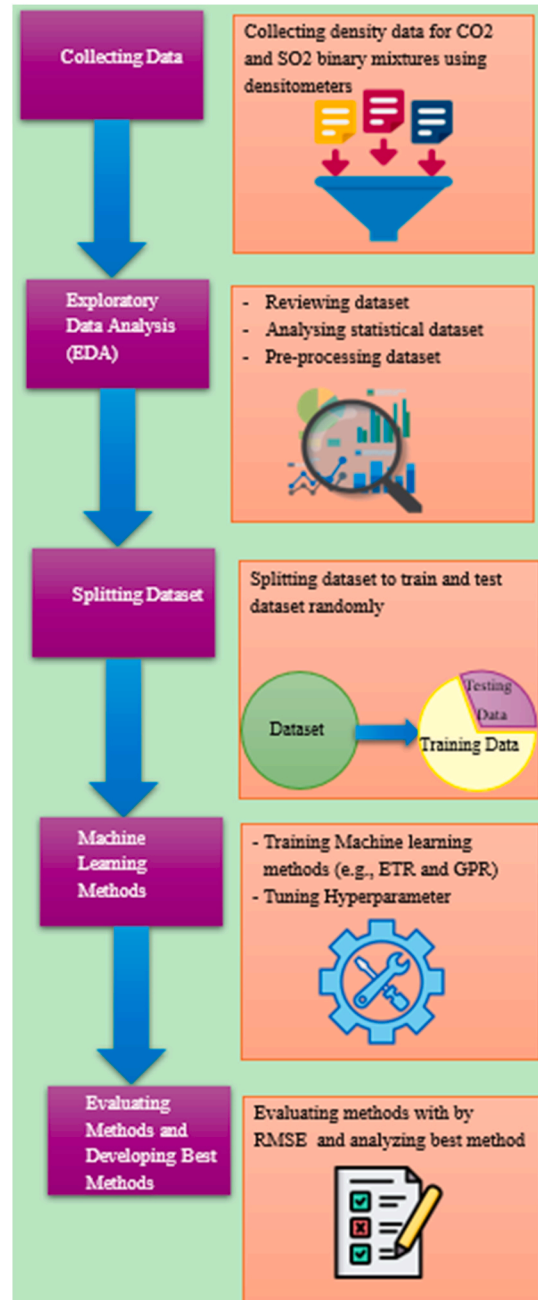 Collecting Data
Collecting density data for CO2
and SO2 binary mixtures using
densitometers
Exploratory
Data Analysis
(EDA)
- Reviewing dataset
- Analysing statistical dataset
- Pre-processing dataset
Splitting Dataset
Splitting dataset to train and test
dataset randomly
Dataset
Testing
Data
Training Data
Machine
Learning
Methods
- Training Machine learning
methods (e.g., ETR and GPR)
- Tuning Hyperparameter
Evaluating
Methods and
Developing Best
Methods
Evaluating methods with by
RMSE and analyzing best method